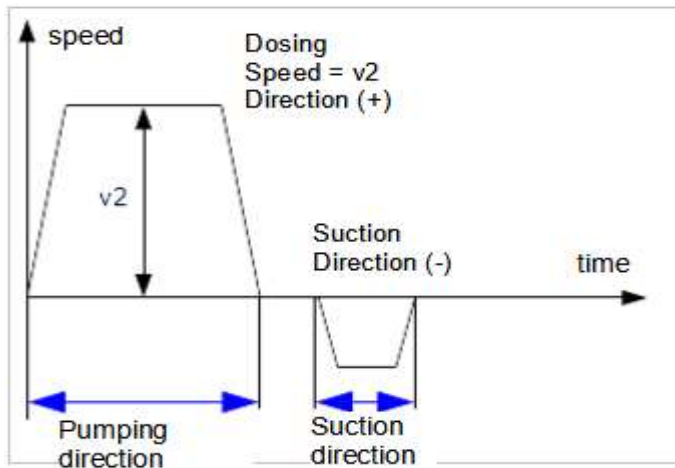 speed
Dosing
Speed = v2
Direction (+)
v2
Suction
Direction (-)
time
Pumping
direction
Suction
direction